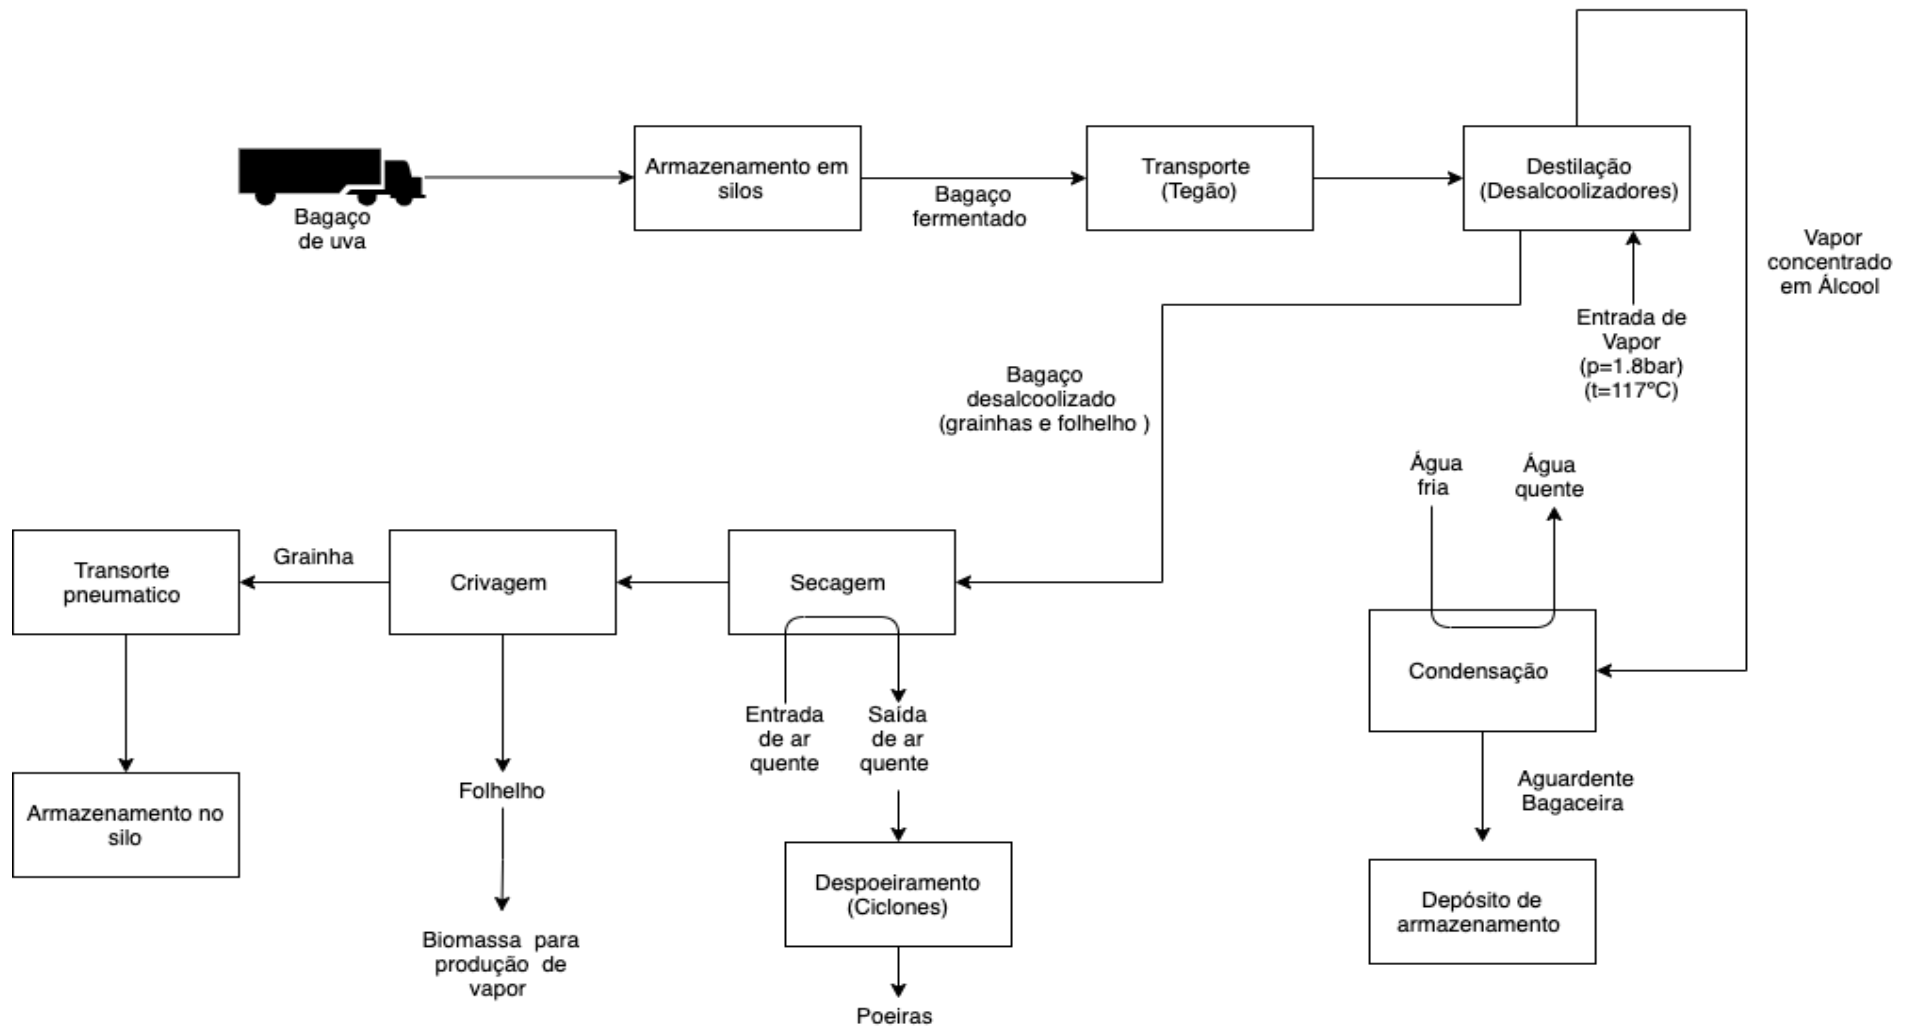 Armazenamento em
silos
Transporte
(Tegão)
Destilação
(Desalcoolizadores)
Bagaço
fermentado
Bagaço
de uva
Vapor
concentrado
em Álcool
Entrada de
Vapor
(p=1.8bar)
(t=117ºC)
Bagaço
desalcoolizado
(grainhas e folhelho )
Água
fria
Água
quente
Transorte
pneumatico
Grainha
Crivagem
Secagem
Condensação
Entrada
de ar
quente
Saída
de ar
quente
Armazenamento no
silo
Folhelho
Aguardente
Bagaceira
Despoeiramento
(Ciclones)
Depósito de
armazenamento
Biomassa  para
produção  de
vapor
Poeiras